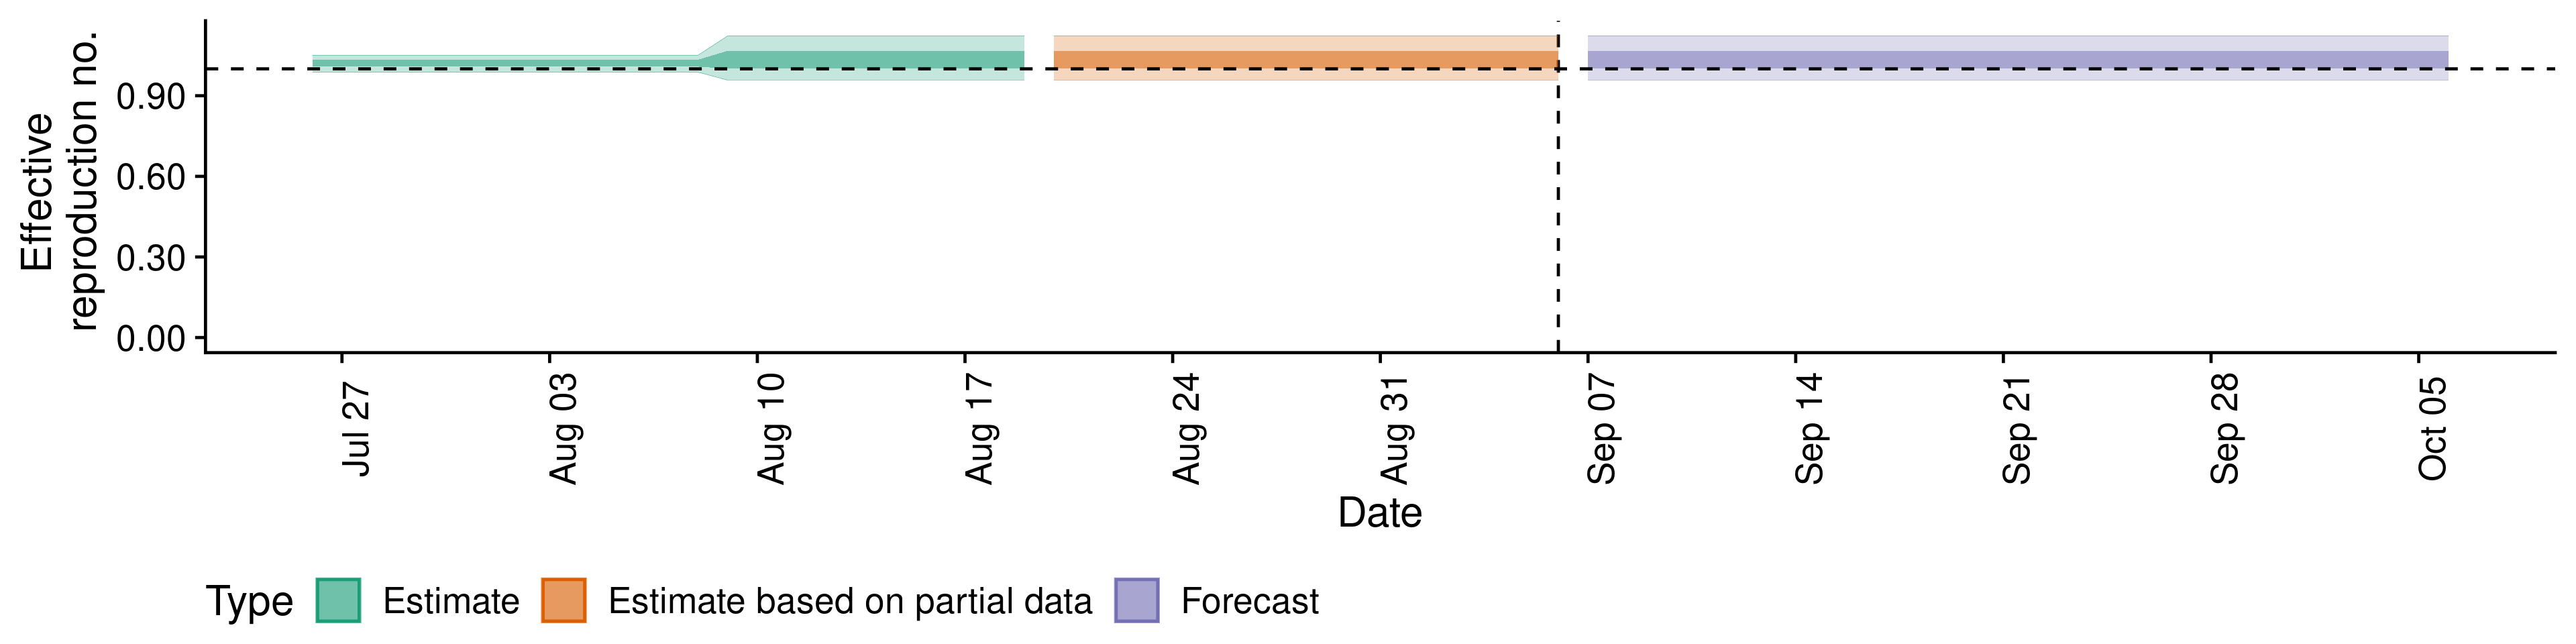 Effective
reproduction no.
0.90
0.60
0.30
0.00
Jul 27
Aug 03
Aug 10
Aug 17
Aug 24
Aug 31
Sep 07
Sep 14
Sep 21
Sep 28
Oct 05
Date
Type Estimate Estimate based on partial data Forecast